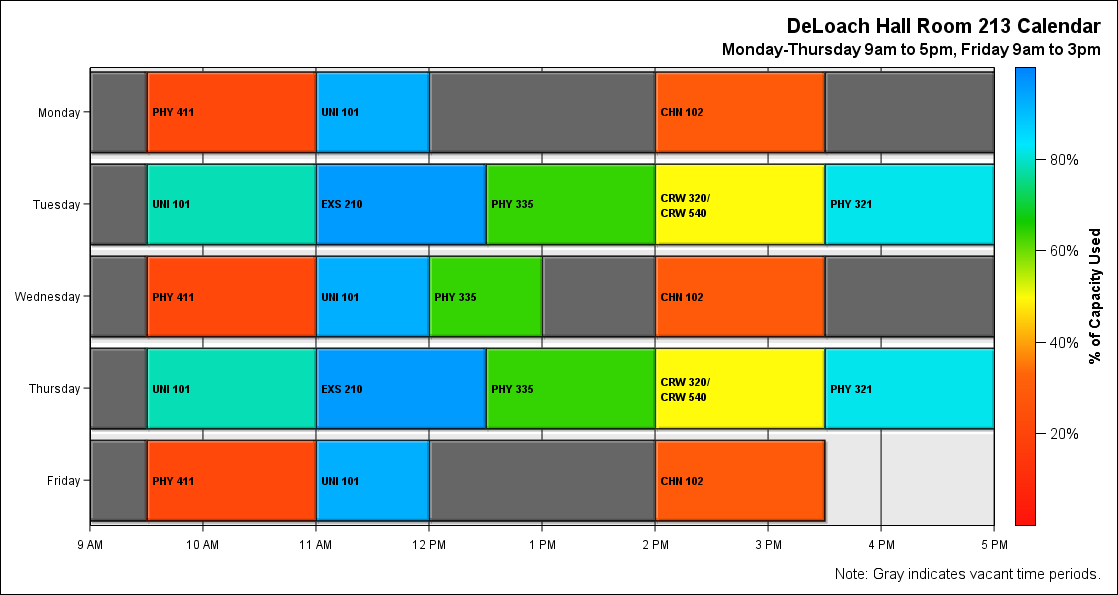 DeLoach Hall Room 213 Calendar
Monday-Thursday 9am to 5pm, Friday 9am to 3pm
Monday
PHY 411
UNI 101
CHN 102
Tuesday
UNI 101
EXS 210
PHY 335
CRW 320/
CRW 540
PHY 321
Wednesday
PHY 411
UNI 101
PHY 335
CHN 102
Thursday
UNI 101
EXS 210
PHY 335
CRW 320/
CRW 540
PHY 321
Friday
PHY 411
UNI 101
CHN 102
9 AM
10 AM
11 AM
12 PM
1 PM
2 PM
3 PM
4 PM
5 PM
80%
60%
40%
20%
% of Capacity Used
Note: Gray indicates vacant time periods.